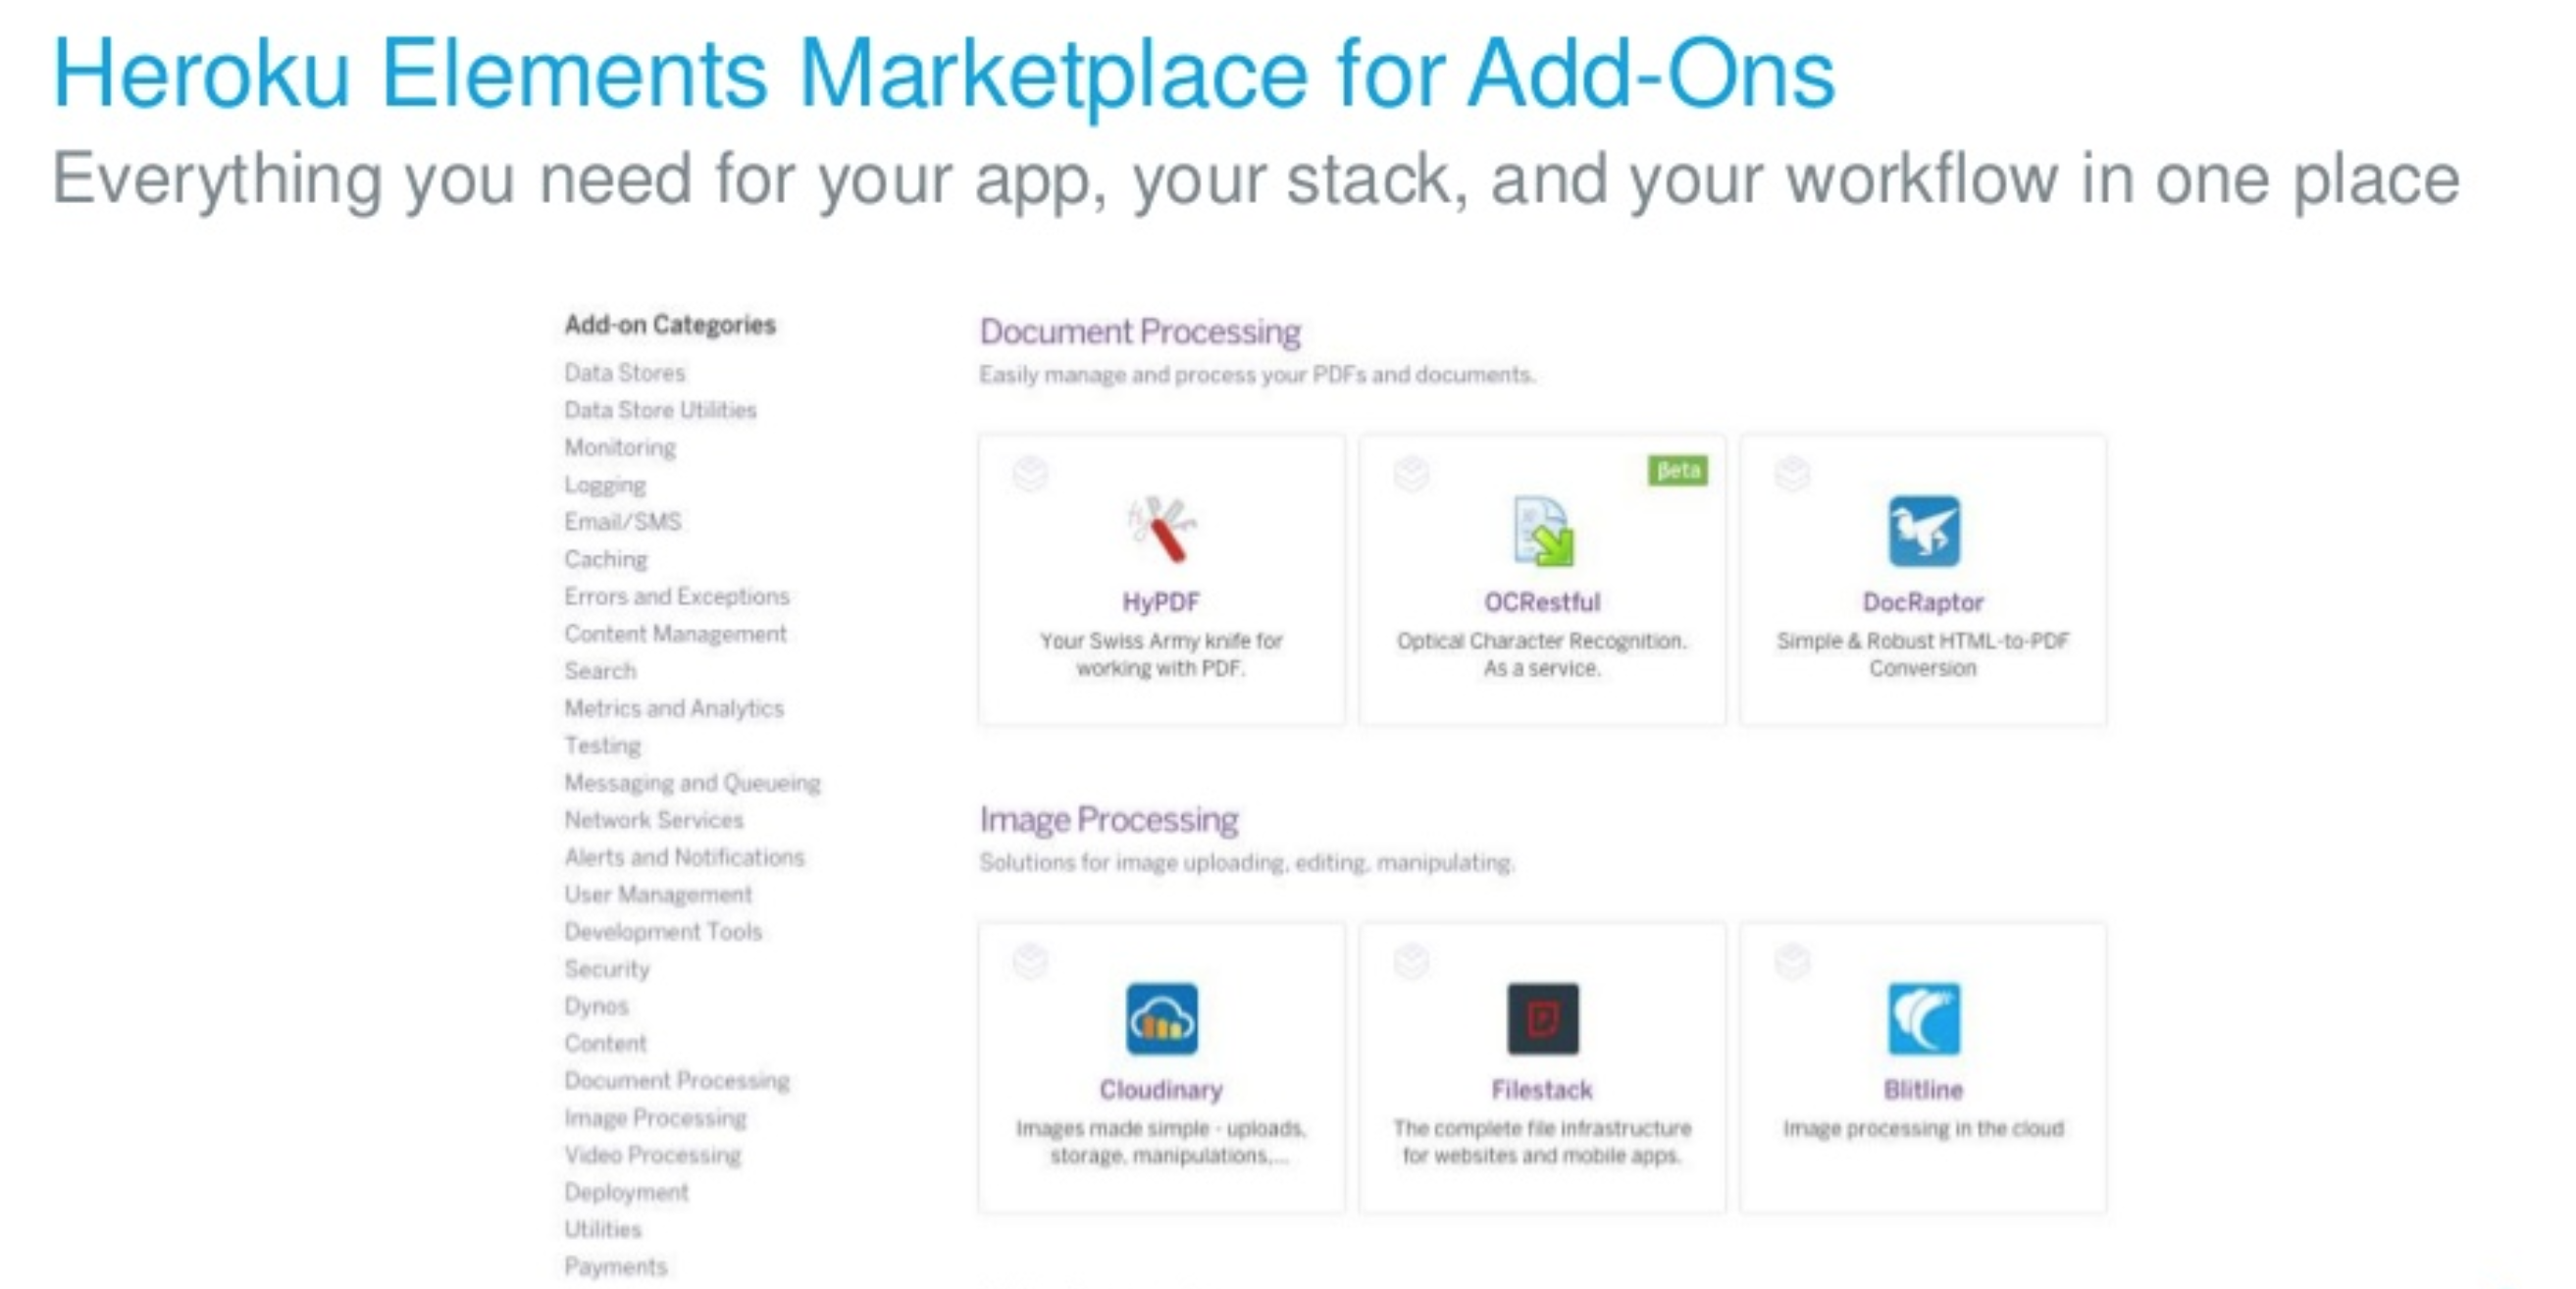 Heroku Elements Marketplace for Add-Ons
Everything you need for your app, your stack, and your workflow in one place
Add-on Categories
Data Stores
Data Store Utilities
Monitoring
Logging
Email/SMS
Caching
Errors and Exceptions
Content Management
Search
Metrics and Analytics
Testing
Messaging and Queueing
Network Services
Alerts and Notifications
User Management
Development Tools
Security
Dynos
Content
Document Processing
Image Processing
Video Processing
Deployment
Utilities
Payments
Document Processing
Easily manage and process your PDFs and documents.
HyPDF
Your Swiss Army knife for
working with PDF.
βeta
OCRestful
Optical Character Recognition.
As a service.
DocRaptor
Simple & Robust HTML-to-PDF
Conversion
Image Processing
Solutions for image uploading, editing, manipulating.
Cloudinary
Images made simple - uploads,
storage, manipulations,...
Filestack
The complete file infrastructure
for websites and mobile apps.
Blitline
Image processing in the cloud